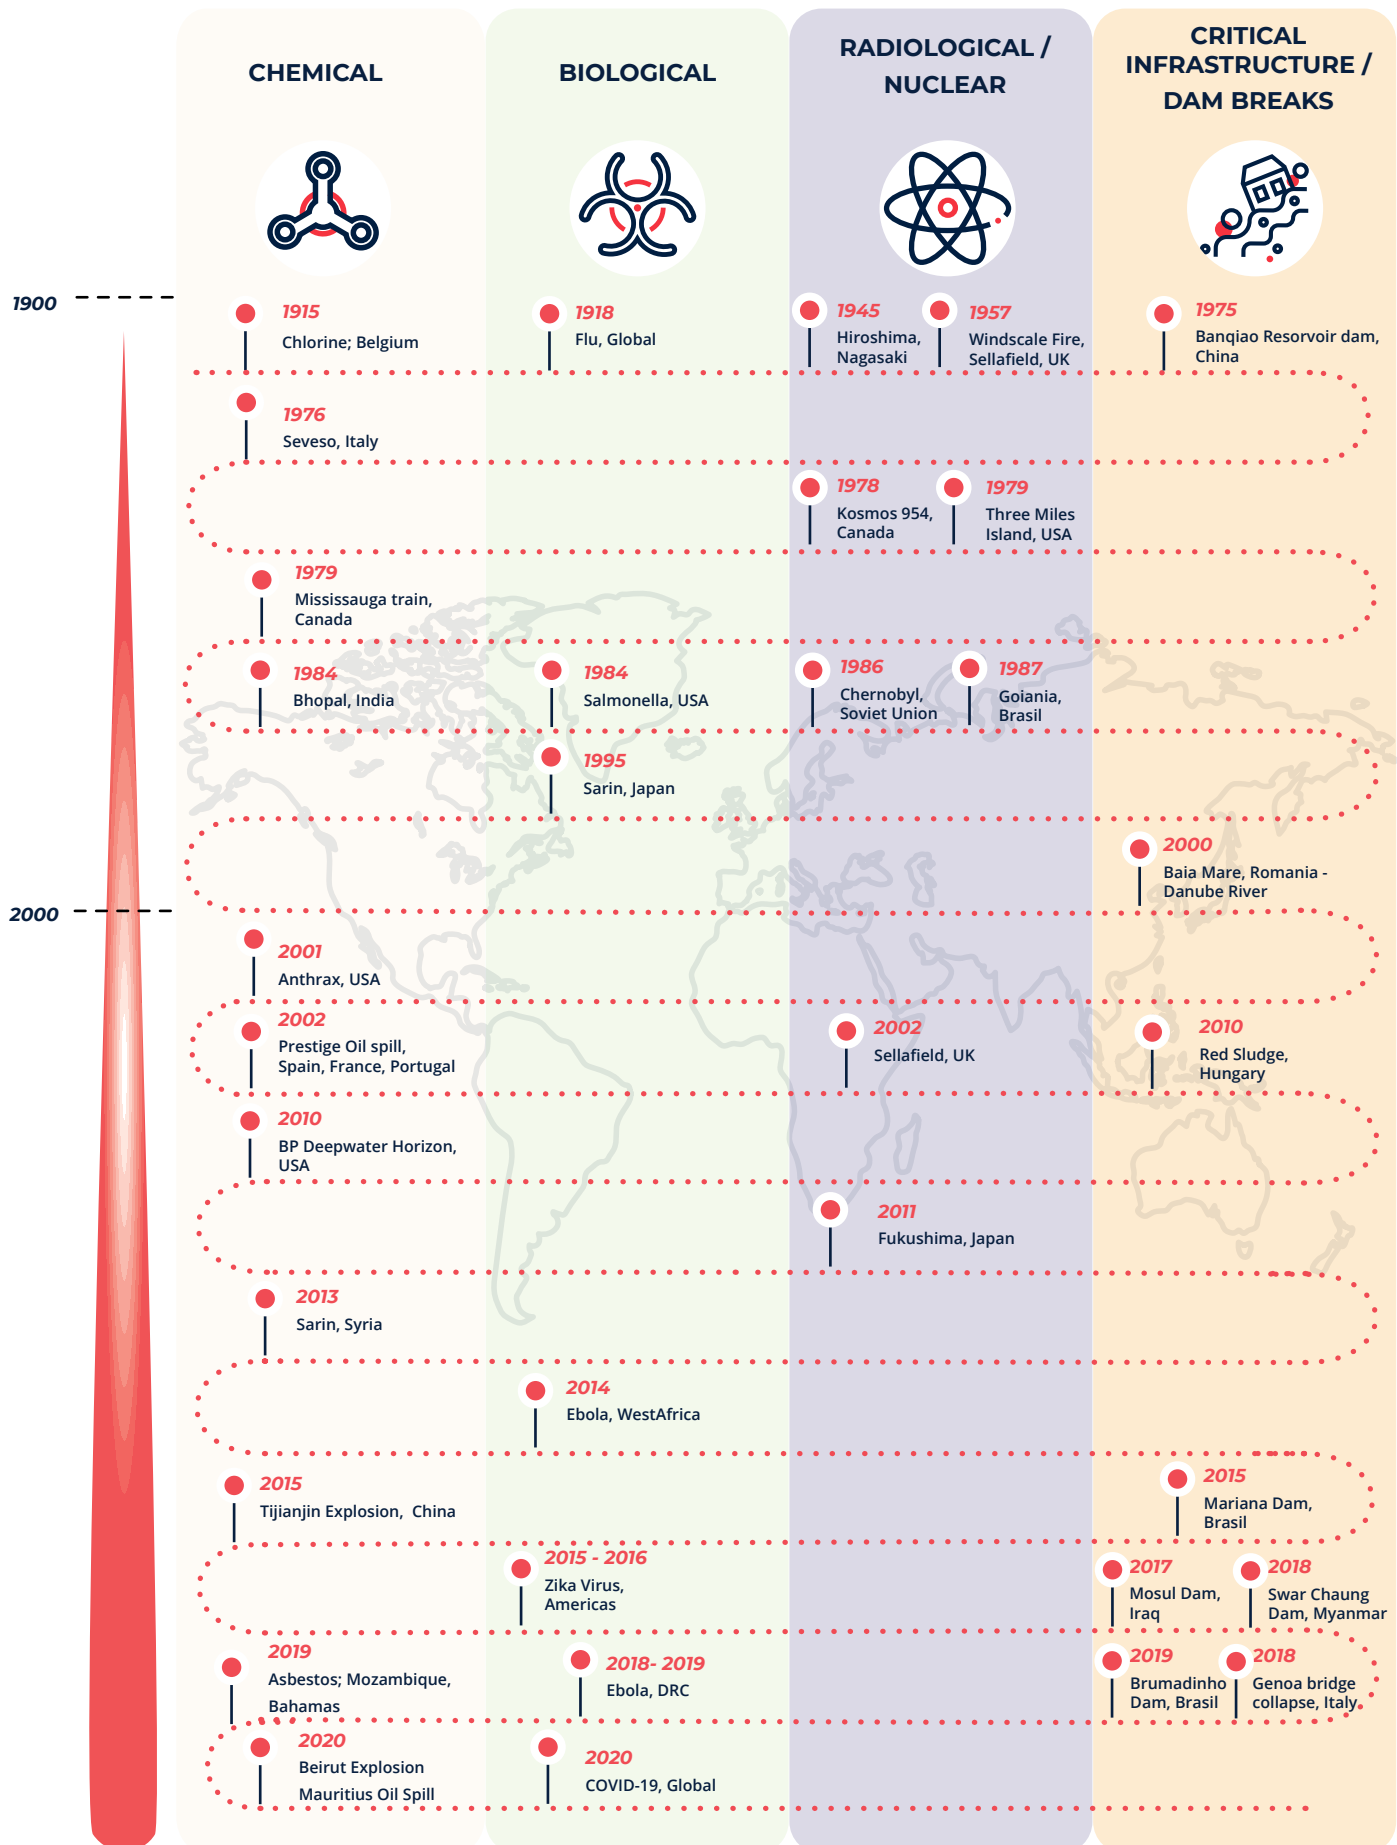 CHEMICAL
BIOLOGICAL
RADIOLOGICAL /
NUCLEAR
CRITICAL
INFRASTRUCTURE /
DAM BREAKS
1900
1915
Chlorine; Belgium
1918
Flu, Global
1945
Hiroshima,
Nagasaki
1957
Windscale Fire,
Sellafield, UK
1975
Banqiao Resorvoir dam,
China
1976
Seveso, Italy
1978
Kosmos 954,
Canada
1979
Three Miles
Island, USA
1979
Mississauga train,
Canada
1984
Bhopal, India
1984
Salmonella, USA
1986
Chernobyl,
Soviet Union
1987
Goiania,
Brasil
1995
Sarin, Japan
2000
Baia Mare, Romania -
Danube River
2000
2001
Anthrax, USA
2002
Prestige Oil spill,
Spain, France, Portugal
2002
Sellafield, UK
2010
Red Sludge,
Hungary
2010
BP Deepwater Horizon,
USA
2011
Fukushima, Japan
2013
Sarin, Syria
2014
Ebola, WestAfrica
2015
Tijianjin Explosion,  China
2015
Mariana Dam,
Brasil
2015 - 2016
Zika Virus,
Americas
2017
Mosul Dam,
Iraq
2018
Swar Chaung
Dam, Myanmar
2019
Asbestos; Mozambique,
Bahamas
2018- 2019
Ebola, DRC
2019
Brumadinho
Dam, Brasil
2018
Genoa bridge
collapse, Italy
2020
Beirut Explosion
Mauritius Oil Spill
2020
COVID-19, Global